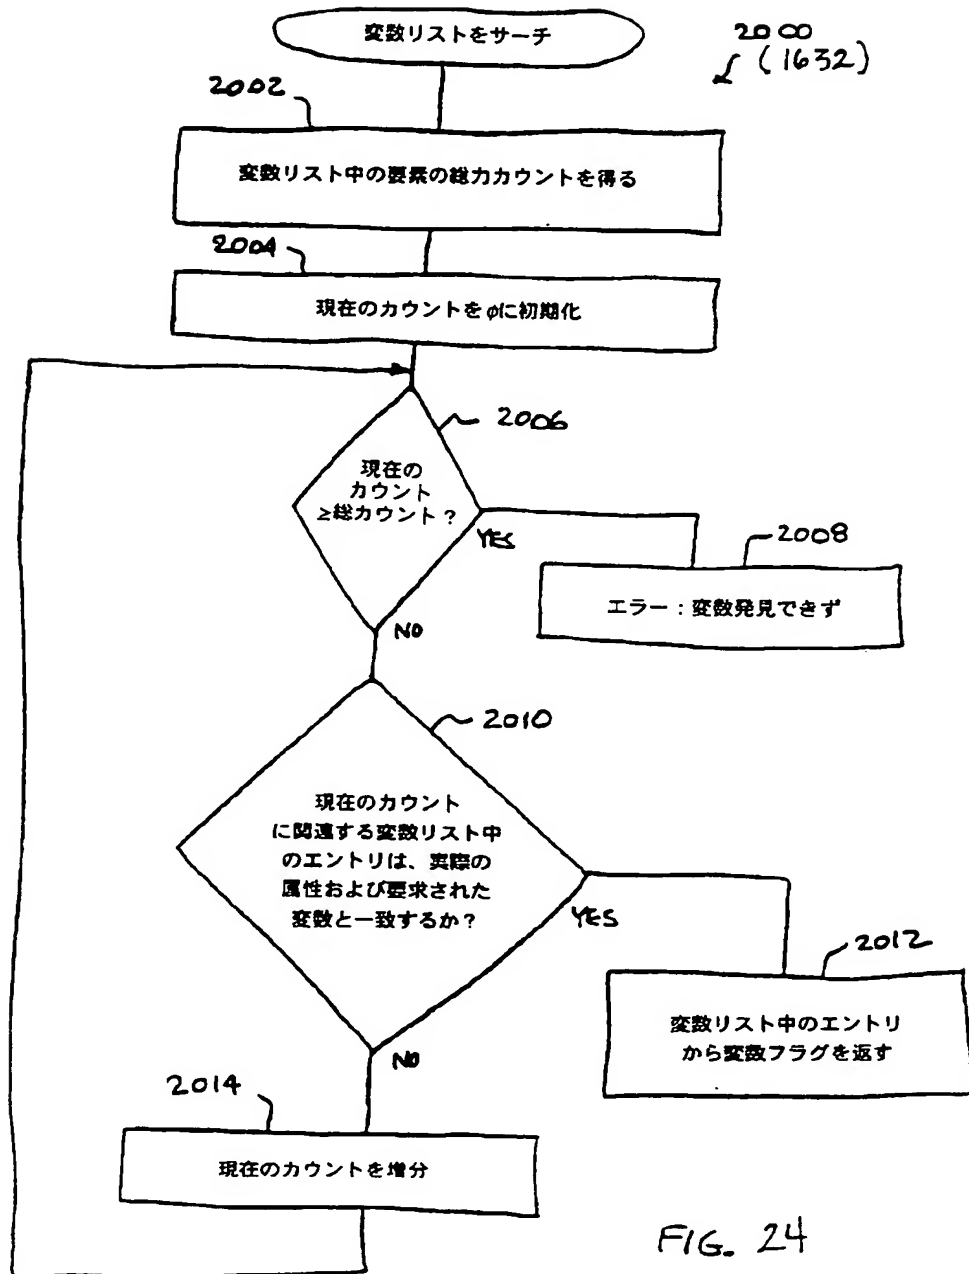 変数リストをサーチ
2000
(1632)
2002
変数リスト中の要素の総力カウントを得る
2004
現在のカウントをφに初期化
2006
現在の
カウント
≥総カウント?
YES
2008
エラー:変数発見できず
NO
2010
現在のカウント
に関連する変数リスト中
のエントリは、実際の
属性および要求された
変数と一致するか?
YES
2012
変数リスト中のエントリ
から変数フラグを返す
NO
2014
現在のカウントを増分
FIG. 24